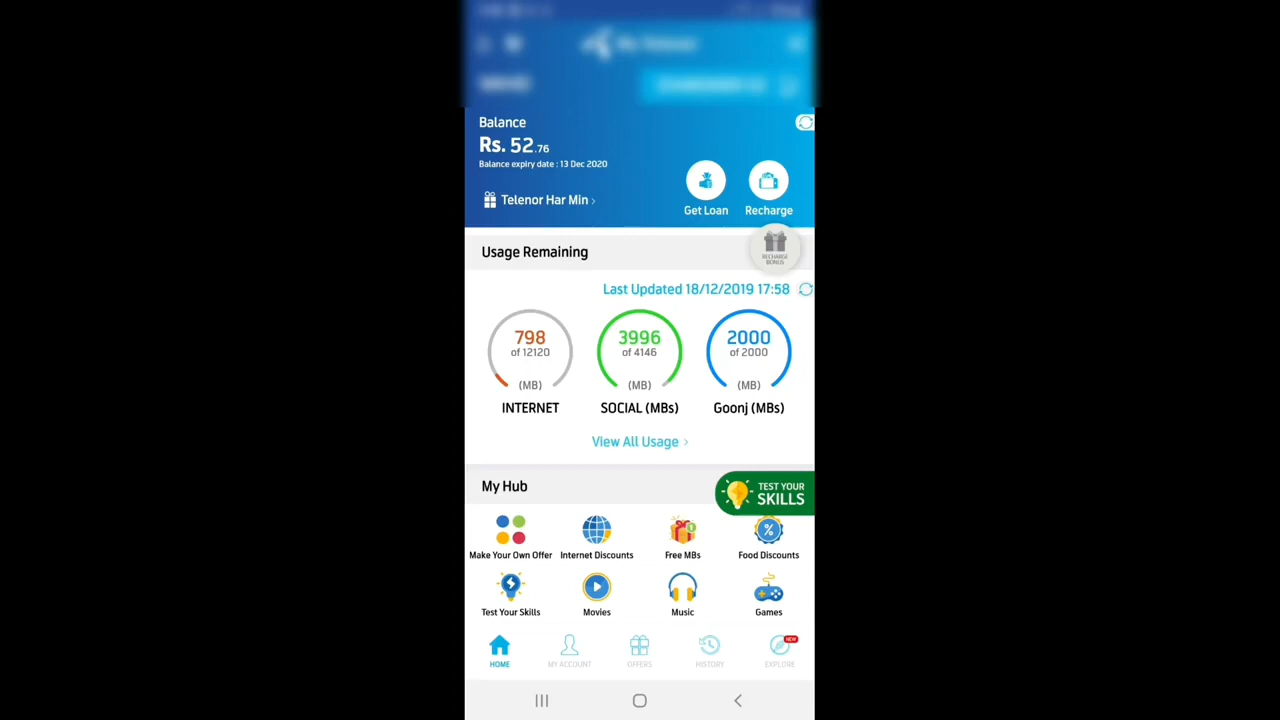 Balance
Rs. 52.76
Balance expiry date : 13 Dec 2020
Telenor Har Min ›
Get Loan
Recharge
RECHARGE
BONUS
Usage Remaining
Last Updated 18/12/2019 17:58
798
of 12120
(MB)
INTERNET
3996
of 4146
(MB)
SOCIAL (MBs)
2000
of 2000
(MB)
Goonj (MBs)
View All Usage ›
My Hub
TEST YOUR
SKILLS
Make Your Own Offer
Internet Discounts
Free MBs
1
Food Discounts
Test Your Skills
Movies
Music
Games
HOME
MY ACCOUNT
OFFERS
HISTORY
NEW
EXPLORE